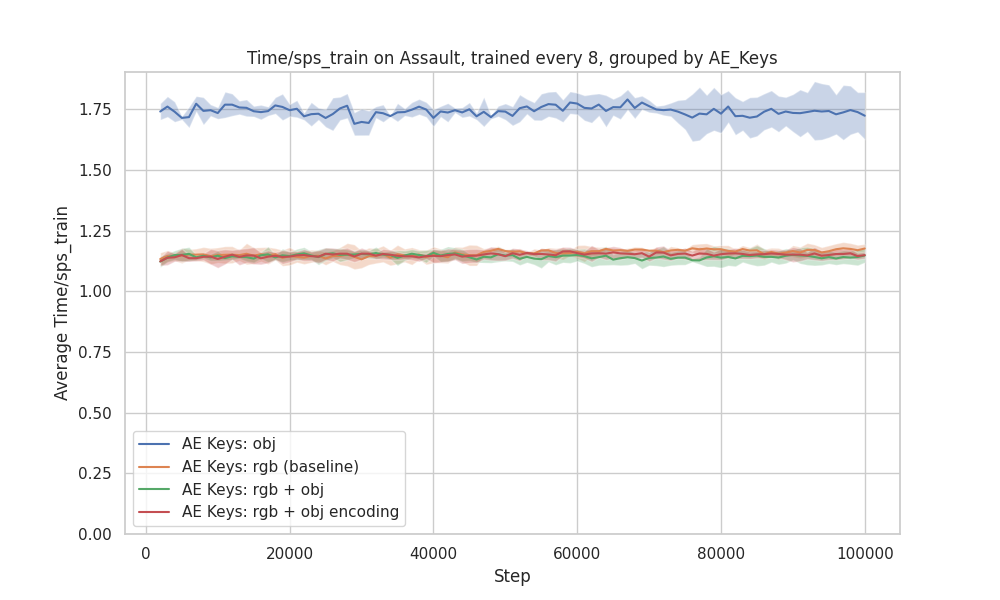 Time/sps_train on Assault, trained every 8, grouped by AE_Keys
Average Time/sps_train
1.75
1.50
1.25
1.00
0.75
0.50
0.25
0.00
AE Keys: obj
AE Keys: rgb (baseline)
AE Keys: rgb + obj
AE Keys: rgb + obj encoding
0
20000
40000
60000
80000
100000
Step